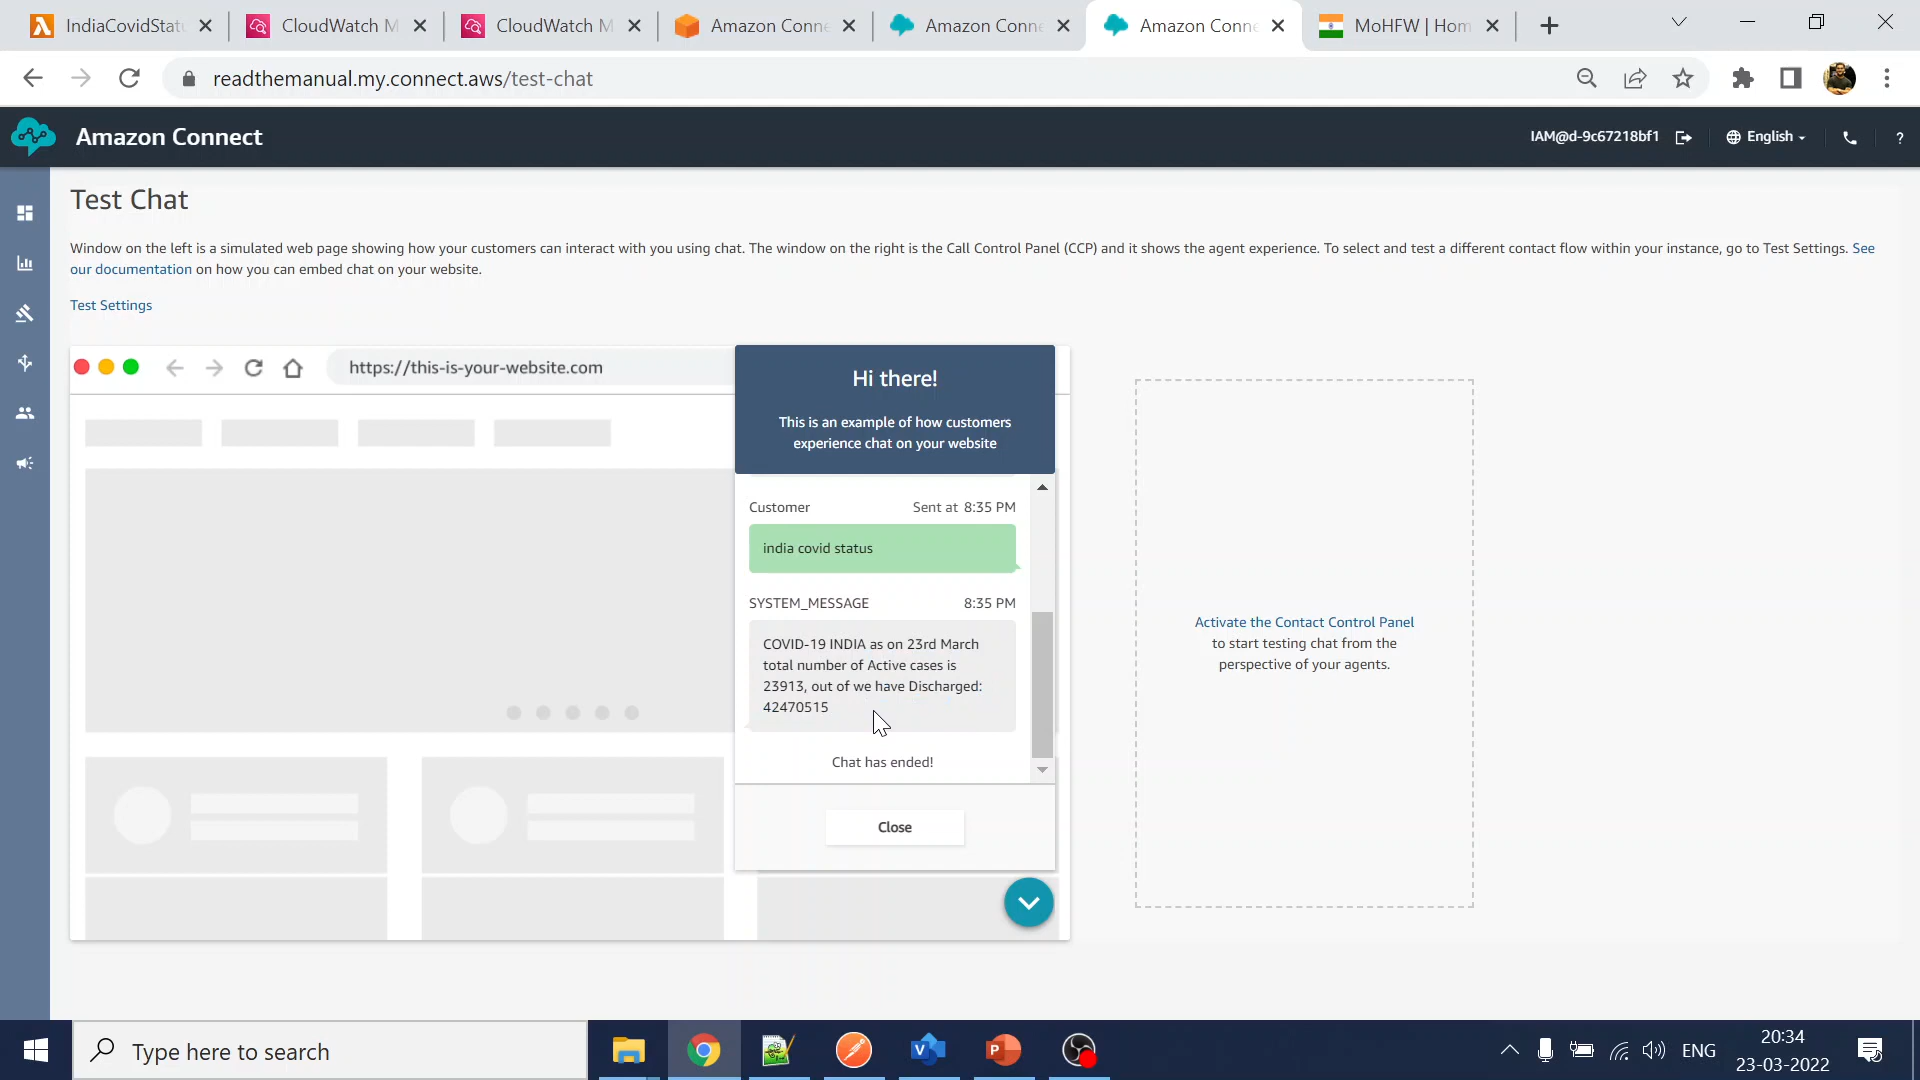 IndiaCovidStatu
CloudWatch M
CloudWatch M
Amazon Conne
Amazon Conne
Amazon Conne
MoHFW | Hom
readthemanual.my.connect.aws/test-chat
Amazon Connect
IAM@d-9c67218bf1
English
?
Test Chat
Window on the left is a simulated web page showing how your customers can interact with you using chat. The window on the right is the Call Control Panel (CCP) and it shows the agent experience. To select and test a different contact flow within your instance, go to Test Settings. See
our documentation on how you can embed chat on your website.
Test Settings
https://this-is-your-website.com
Hi there!
This is an example of how customers
experience chat on your website
Customer Sent at 8:35 PM
india covid status
SYSTEM_MESSAGE 8:35 PM
COVID-19 INDIA as on 23rd March
total number of Active cases is
23913, out of we have Discharged:
42470515
Chat has ended!
Close
Activate the Contact Control Panel
to start testing chat from the
perspective of your agents.
Type here to search
V
P
ENG
20:34
23-03-2022